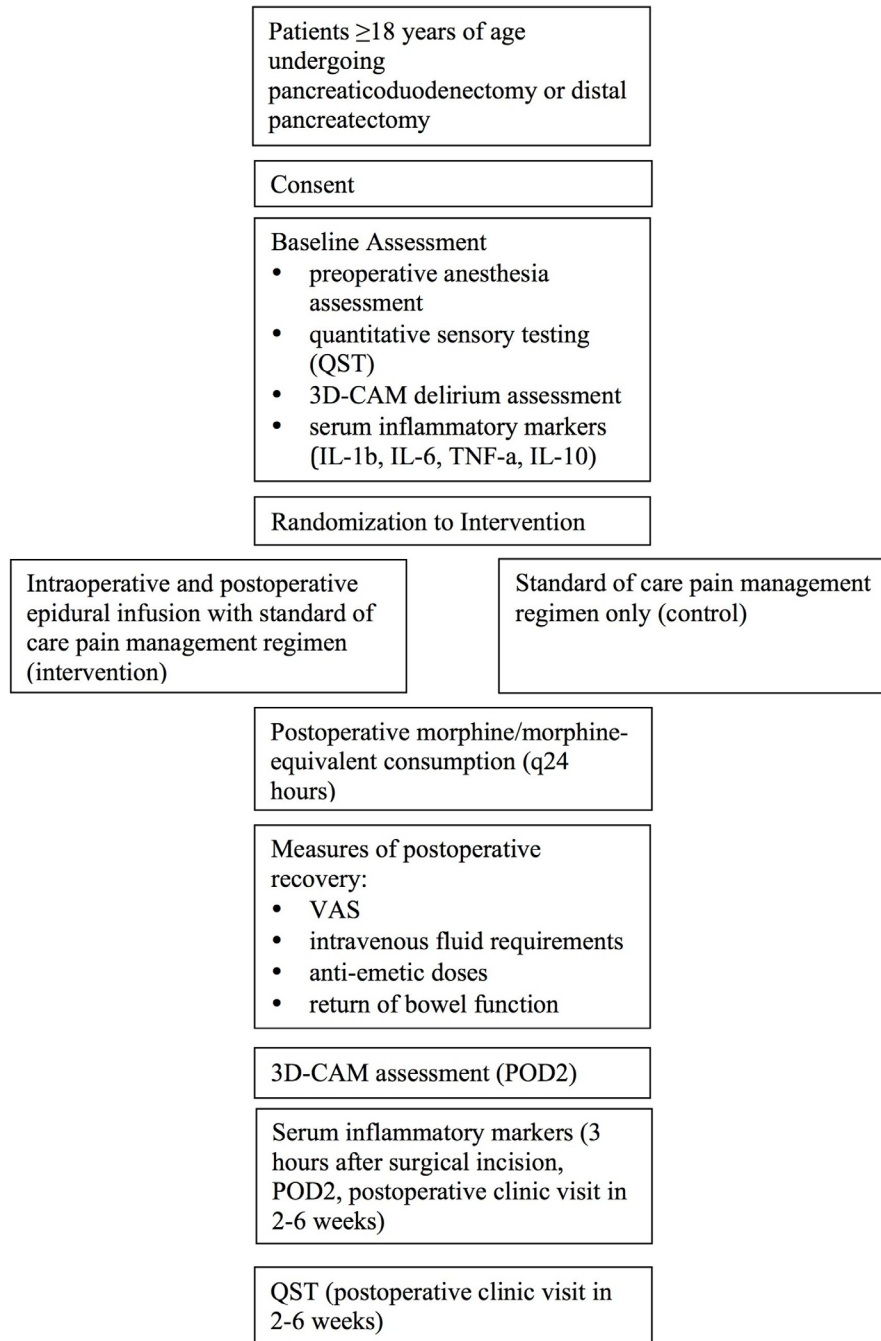 Patients ≥18 years of age
undergoing
pancreaticoduodenectomy or distal
pancreatectomy
Consent
Baseline Assessment
• preoperative anesthesia
assessment
• quantitative sensory testing
(QST)
• 3D-CAM delirium assessment
• serum inflammatory markers
(IL-1b, IL-6, TNF-a, IL-10)
Randomization to Intervention
Intraoperative and postoperative
epidural infusion with standard of
care pain management regimen
(intervention)
Standard of care pain management
regimen only (control)
Postoperative morphine/morphine-
equivalent consumption (q24
hours)
Measures of postoperative
recovery:
• VAS
• intravenous fluid requirements
• anti-emetic doses
• return of bowel function
3D-CAM assessment (POD2)
Serum inflammatory markers (3
hours after surgical incision,
POD2, postoperative clinic visit in
2-6 weeks)
QST (postoperative clinic visit in
2-6 weeks)